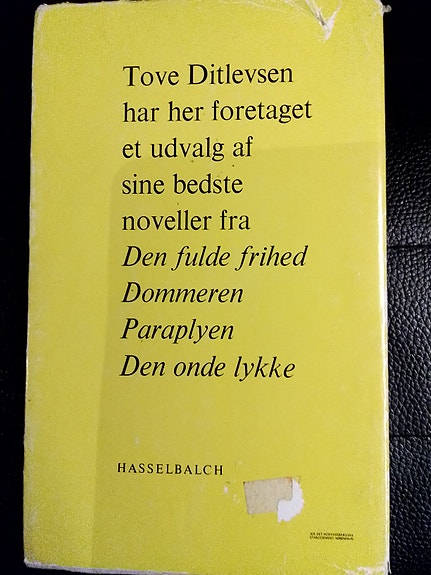 Tove Ditlevsen
har her foretaget
et udvalg af
sine bedste
noveller fra
Den fulde frihed
Dommeren
Paraplyen
Den onde lykke
HASSELBALCH